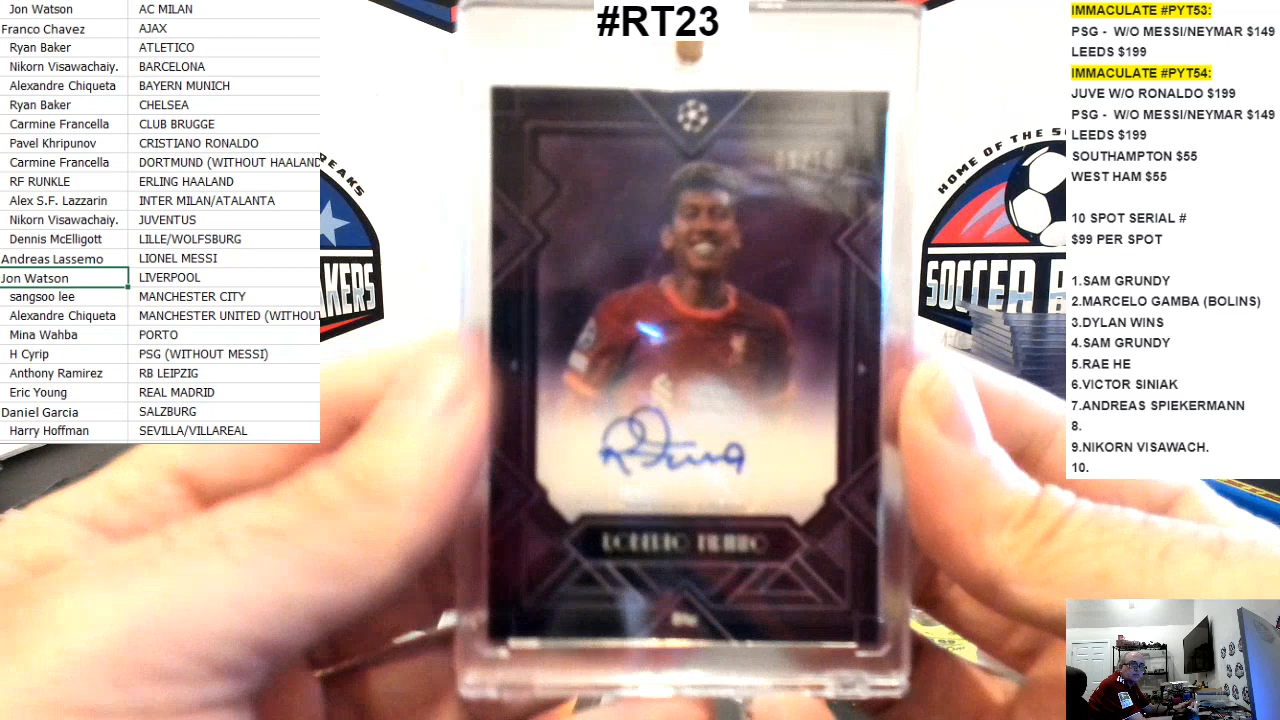 #RT23
Jon Watson AC MILAN
Franco Chavez AJAX
Ryan Baker ATLETICO
Nikorn Visawachaiy. BARCELONA
Alexandre Chiqueta BAYERN MUNICH
Ryan Baker CHELSEA
Carmine Francella CLUB BRUGGE
Pavel Khripunov CRISTIANO RONALDO
Carmine Francella DORTMUND (WITHOUT HAALAND
RF RUNKLE ERLING HAALAND
Alex S.F. Lazzarin INTER MILAN/ATALANTA
Nikorn Visawachaiy. JUVENTUS
Dennis McElligott LILLE/WOLFSBURG
Andreas Lassemo LIONEL MESSI
Jon Watson LIVERPOOL
sangsoo lee MANCHESTER CITY
Alexandre Chiqueta MANCHESTER UNITED (WITHOUT
Mina Wahba PORTO
H Cyrip PSG (WITHOUT MESSI)
Anthony Ramirez RB LEIPZIG
Eric Young REAL MADRID
Daniel Garcia SALZBURG
Harry Hoffman SEVILLA/VILLAREAL
REAKS
AKERS
HOME OF THE S
SOCCER
IMMACULATE #PYT53:
PSG - W/O MESSI/NEYMAR $149
LEEDS $199
IMMACULATE #PYT54:
JUVE W/O RONALDO $199
PSG - W/O MESSI/NEYMAR $149
LEEDS $199
SOUTHAMPTON $55
WEST HAM $55
10 SPOT SERIAL #
$99 PER SPOT
1.SAM GRUNDY
2.MARCELO GAMBA (BOLINS)
3.DYLAN WINS
4.SAM GRUNDY
5.RAE HE
6.VICTOR SINIAK
7.ANDREAS SPIEKERMANN
8.
9.NIKORN VISAWACH.
10.